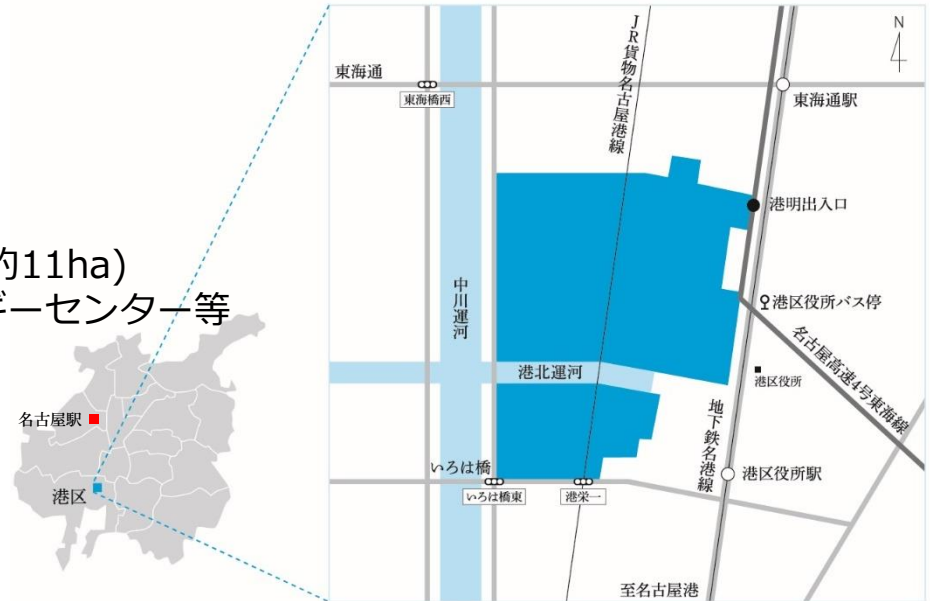 約11ha)
ギーセンター等
名古屋駅
港区
N
JR貨物名古屋港線
東海通
東海橋西
東海通駅
港明出入口
中川運河
港区役所バス停
名古屋高速4号東海線
港北運河
港区役所
地下鉄名港線
いろは橋
いろは橋東
港栄一
港区役所駅
至名古屋港